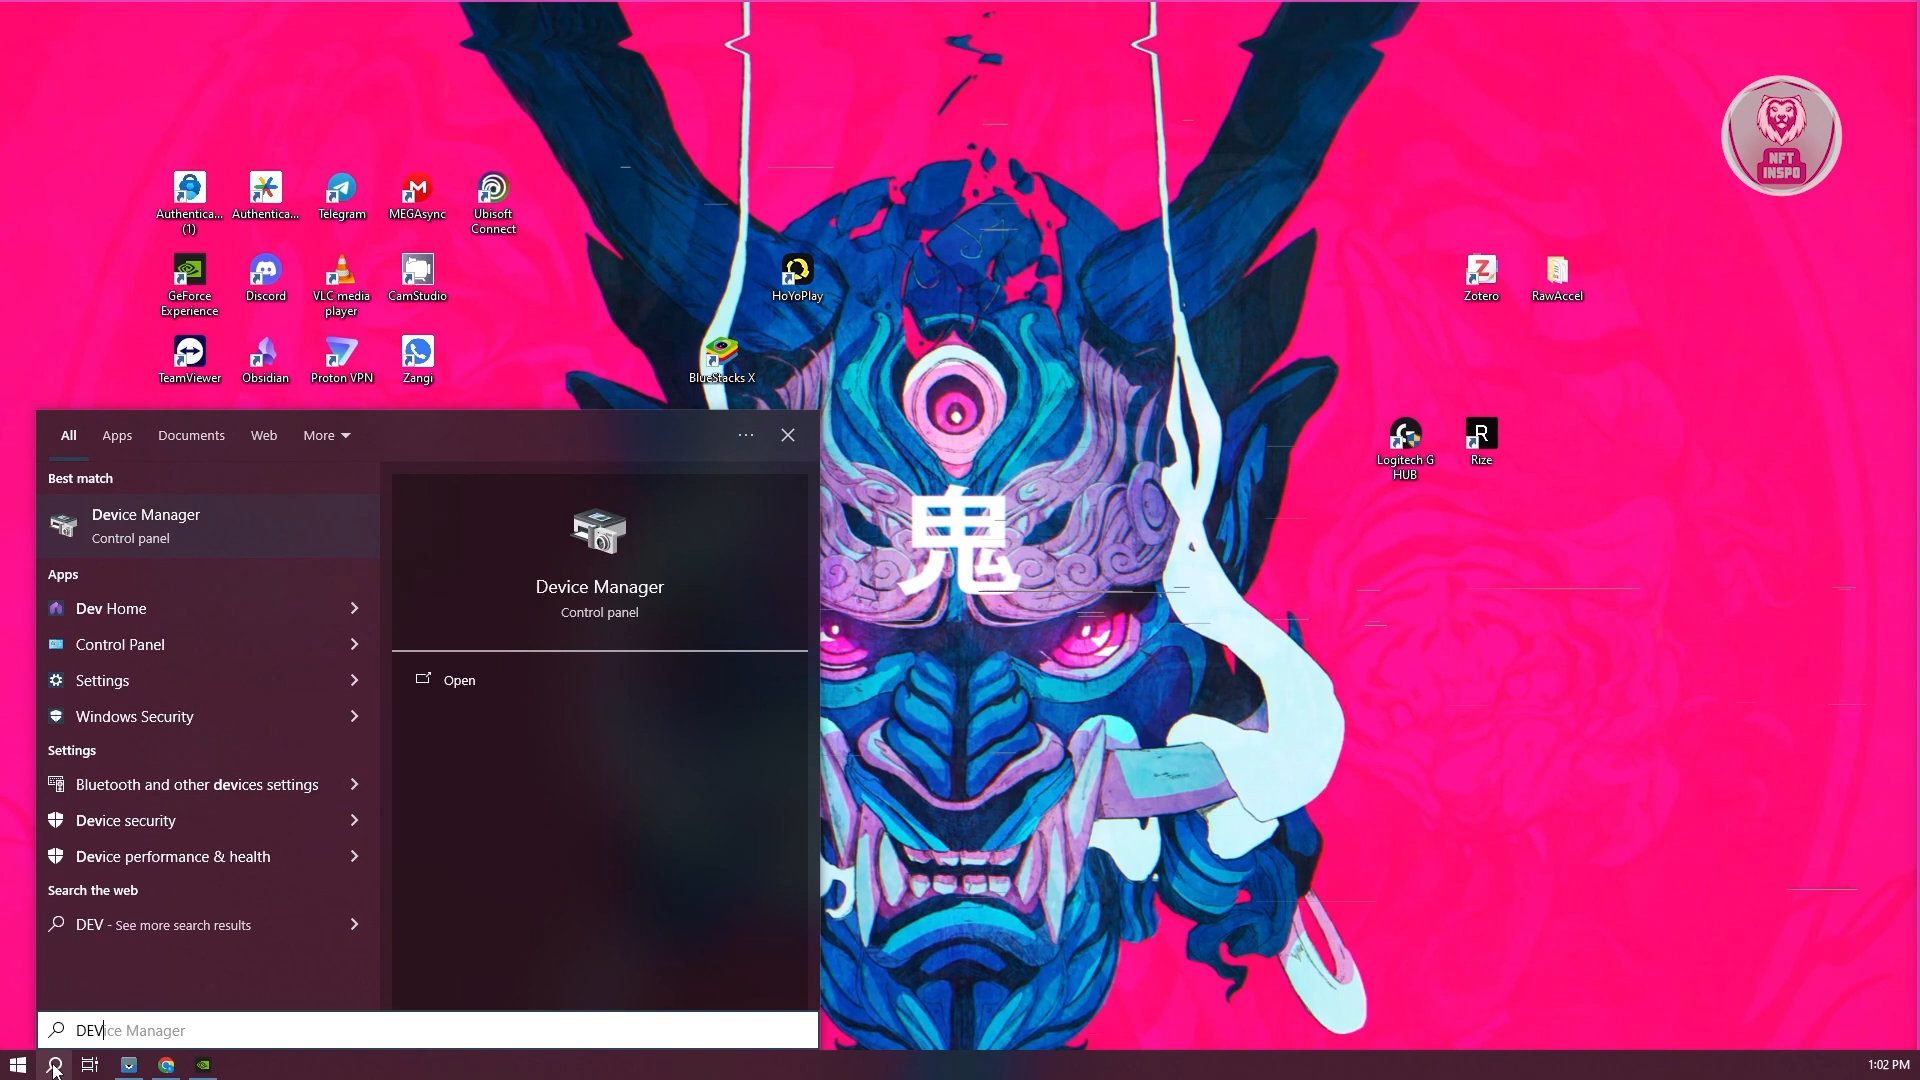 NFT
INSPO
Authentica...
(1)
Authentica...
Telegram
MEGAsync
Ubisoft
Connect
GeForce
Experience
Discord
VLC media
player
CamStudio
HoYoPlay
Zotero
RawAccel
TeamViewer
Obsidian
Proton VPN
Zangi
BlueStacks X
Logitech G
HUB
R
Rize
鬼
All
Apps
Documents
Web
More
Best match
Device Manager
Control panel
Apps
Dev Home
Control Panel
Settings
Windows Security
Settings
Bluetooth and other devices settings
Device security
Device performance & health
Search the web
DEV - See more search results
Device Manager
Control panel
Open
DEVice Manager
1:02 PM